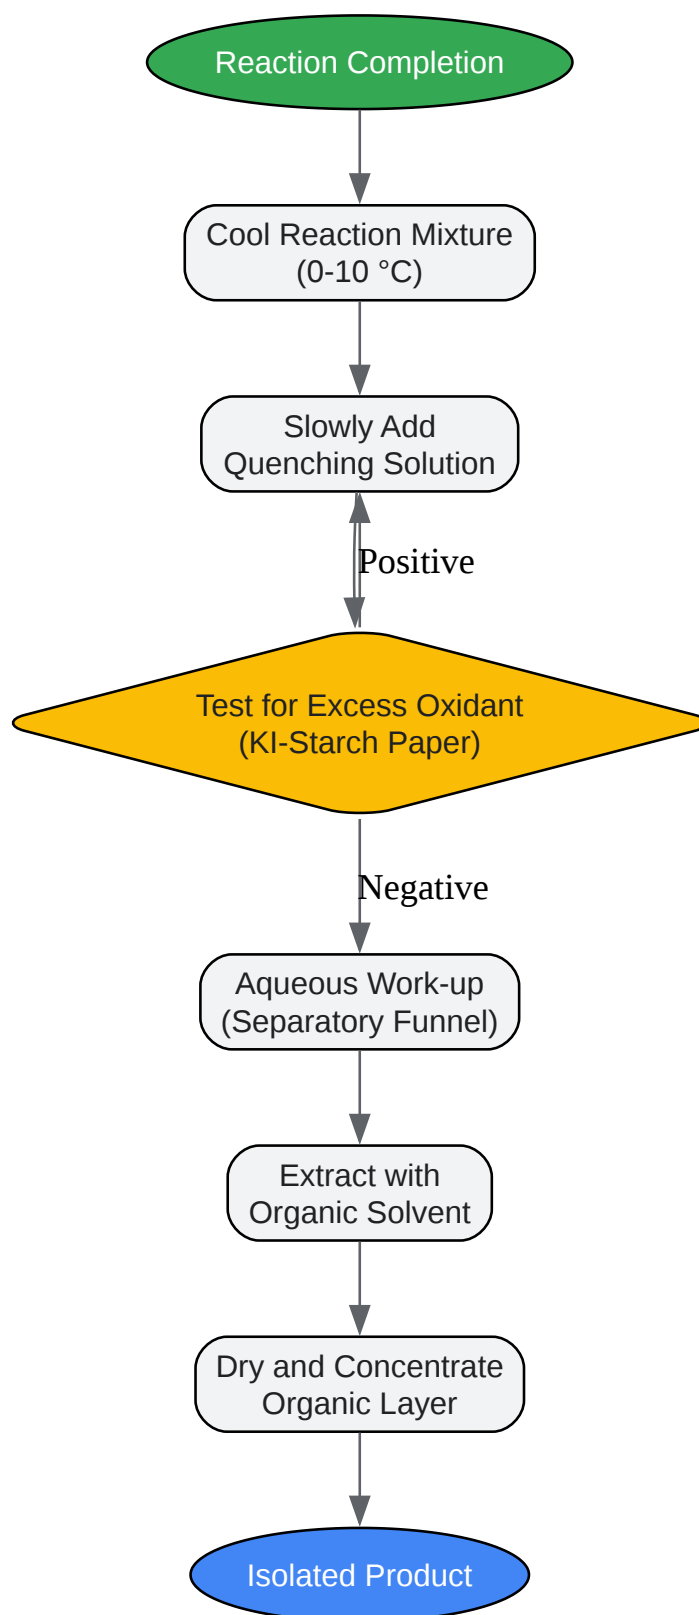 Reaction Completion
Cool Reaction Mixture
(0-10 °C)
Slowly Add
Quenching Solution
Positive
Test for Excess Oxidant
(KI-Starch Paper)
Negative
Aqueous Work-up
(Separatory Funnel)
Extract with
Organic Solvent
Dry and Concentrate
Organic Layer
Isolated Product